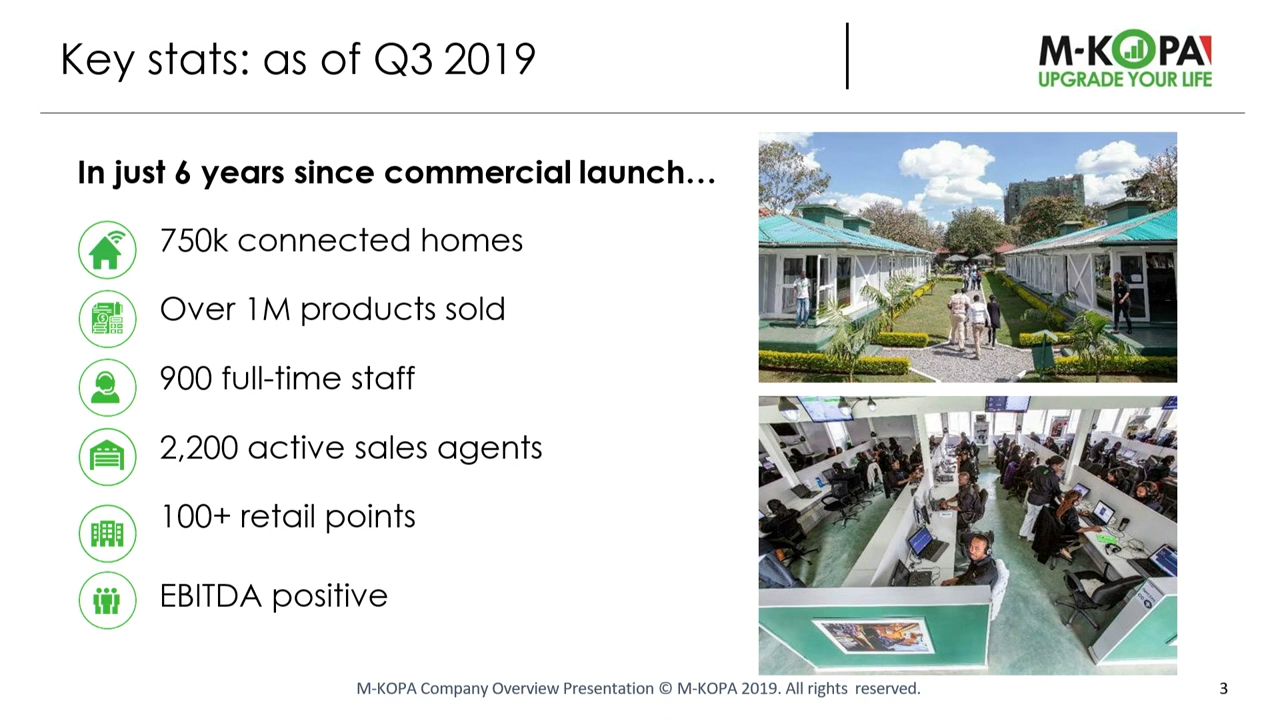 Key stats: as of Q3 2019
M-KOPA
UPGRADE YOUR LIFE
In just 6 years since commercial launch…
750k connected homes
Over 1M products sold
900 full-time staff
2,200 active sales agents
100+ retail points
EBITDA positive
M-KOPA Company Overview Presentation © M-KOPA 2019. All rights reserved.
3